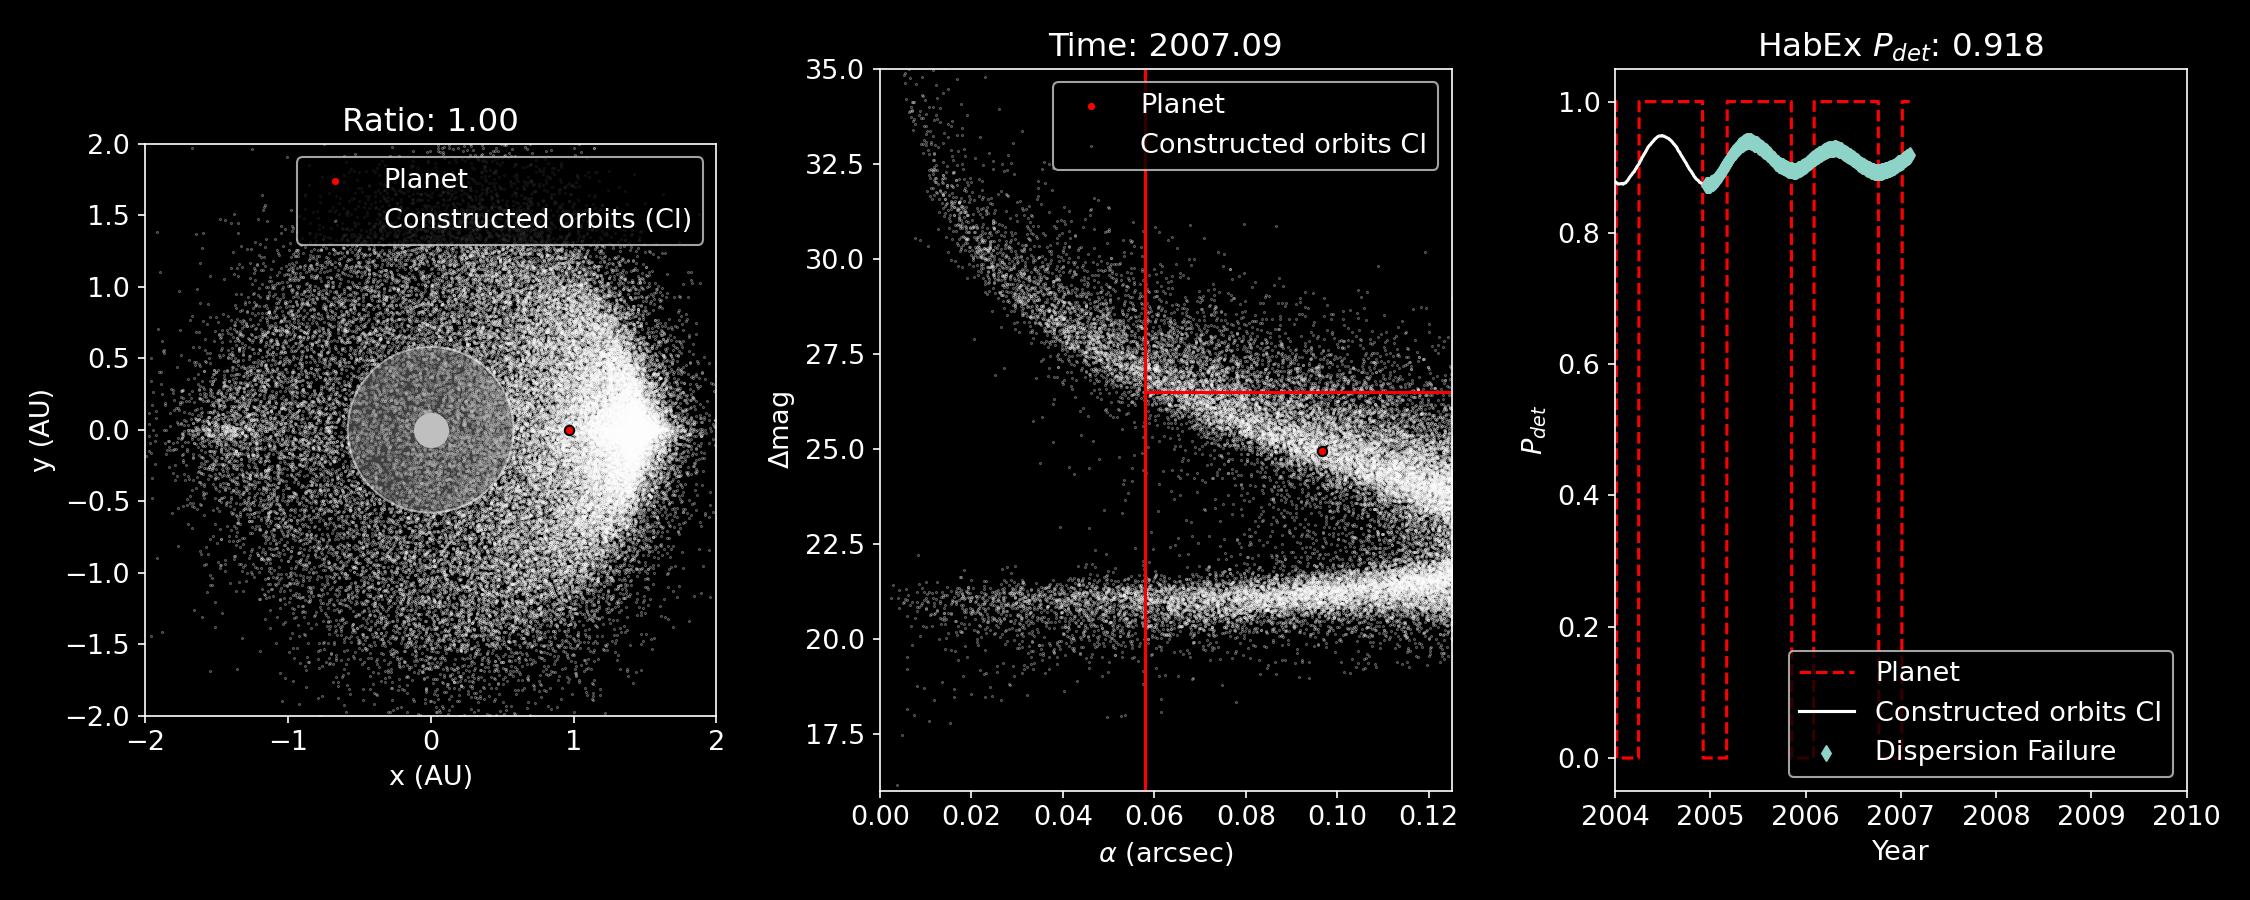 Ratio: 1.00
2.0
1.5
1.0
0.5
0.0
−0.5
−1.0
−1.5
−2.0
y (AU)
Planet
Constructed orbits (CI)
−2
−1
0
1
2
x (AU)
Time: 2007.09
35.0
32.5
30.0
27.5
25.0
22.5
20.0
17.5
Δmag
Planet
Constructed orbits CI
0.00
0.02
0.04
0.06
0.08
0.10
0.12
α (arcsec)
HabEx P_det: 0.918
1.0
0.8
0.6
0.4
0.2
0.0
P_det
Planet
Constructed orbits CI
Dispersion Failure
2004
2005
2006
2007
2008
2009
2010
Year